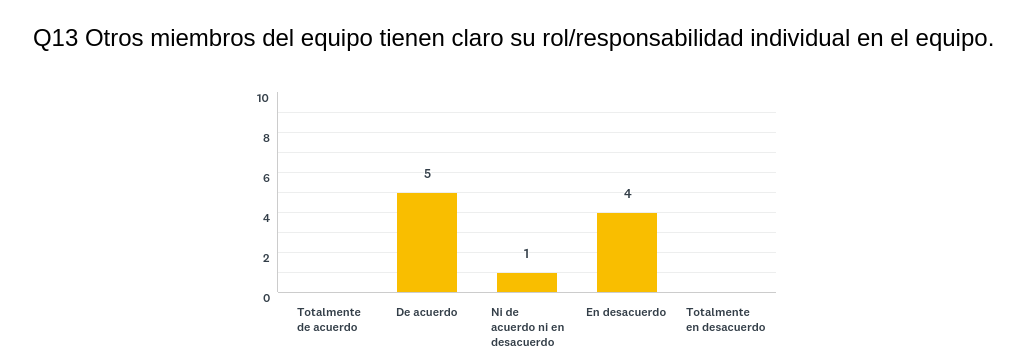 Q13 Otros miembros del equipo tienen claro su rol/responsabilidad individual en el equipo.
10
8
6
4
2
0
5
1
4
Totalmente
de acuerdo
De acuerdo
Ni de
acuerdo ni en
desacuerdo
En desacuerdo
Totalmente
en desacuerdo